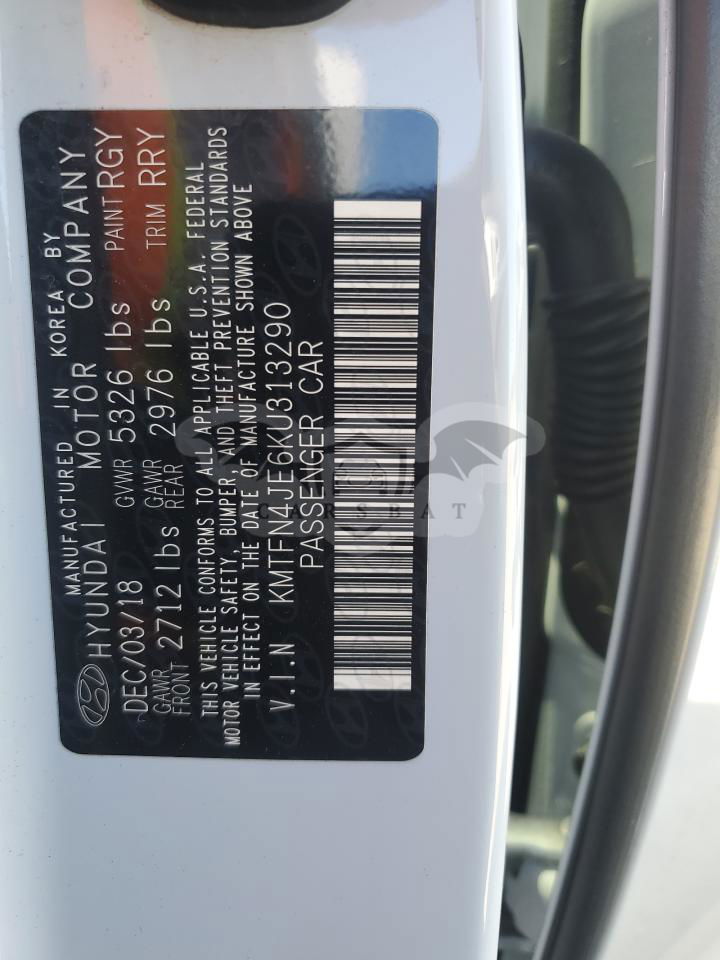 MANUFACTURED IN KOREA BY
HYUNDAI MOTOR COMPANY
DEC/03/18 GVWR 5326 lbs PAINT RGY
GAWR FRONT 2712 lbs GAWR REAR 2976 lbs TRIM RRY
THIS VEHICLE CONFORMS TO ALL APPLICABLE U.S.A. FEDERAL
MOTOR VEHICLE SAFETY, BUMPER, AND THEFT PREVENTION STANDARDS
IN EFFECT ON THE DATE OF MANUFACTURE SHOWN ABOVE
V.I.N KMTFN4JE6KU313290
PASSENGER CAR
CARSBAT